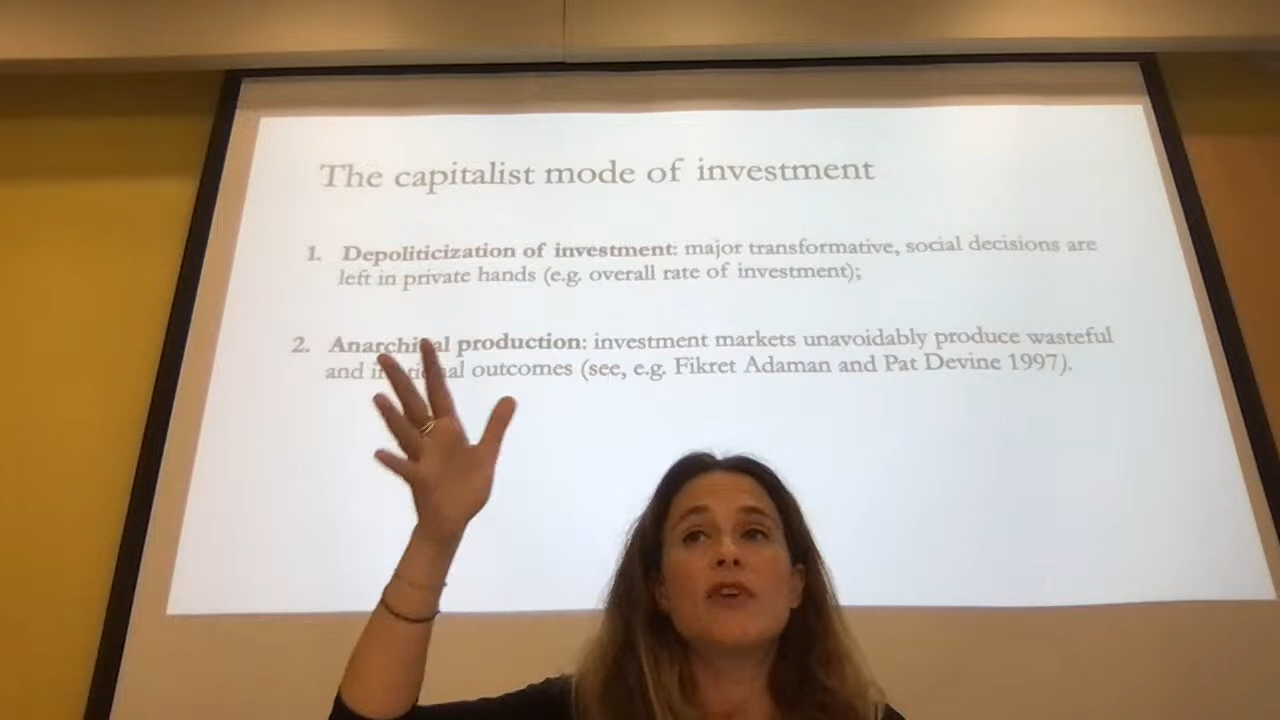 The capitalist mode of investment
1. Depoliticization of investment: major transformative, social decisions are
left in private hands (e.g. overall rate of investment);
2. Anarchical production: investment markets unavoidably produce wasteful
and irrational outcomes (see, e.g. Fikret Adaman and Pat Devine 1997).